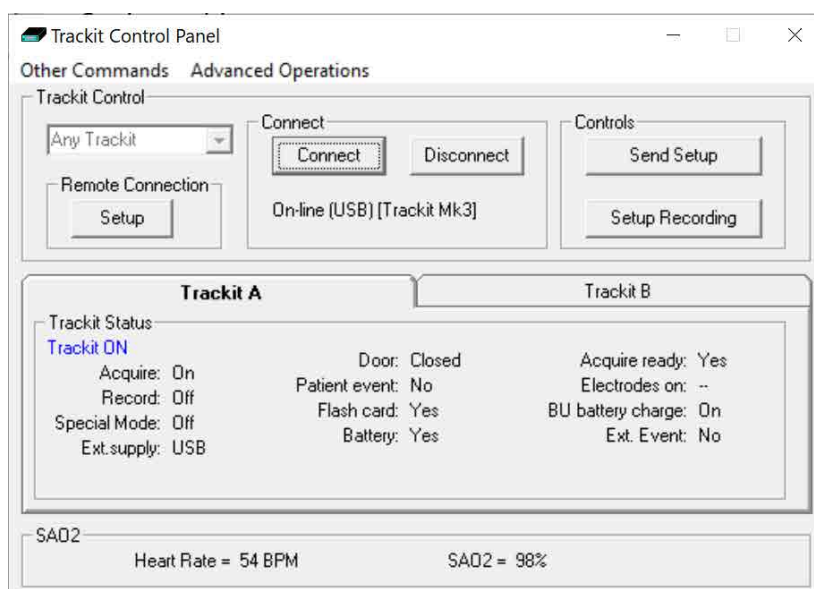 Trackit Control Panel
Other Commands Advanced Operations
Trackit Control
Any Trackit
Remote Connection
Setup
Connect
Connect Disconnect
On-line (USB) [Trackit Mk3]
Controls
Send Setup
Setup Recording
Trackit A Trackit B
Trackit Status
Trackit ON
Acquire: On
Record: Off
Special Mode: Off
Ext.supply: USB
Door: Closed
Patient event: No
Flash card: Yes
Battery: Yes
Acquire ready: Yes
Electrodes on: --
BU battery charge: On
Ext. Event: No
SAO2
Heart Rate = 54 BPM SAO2 = 98%